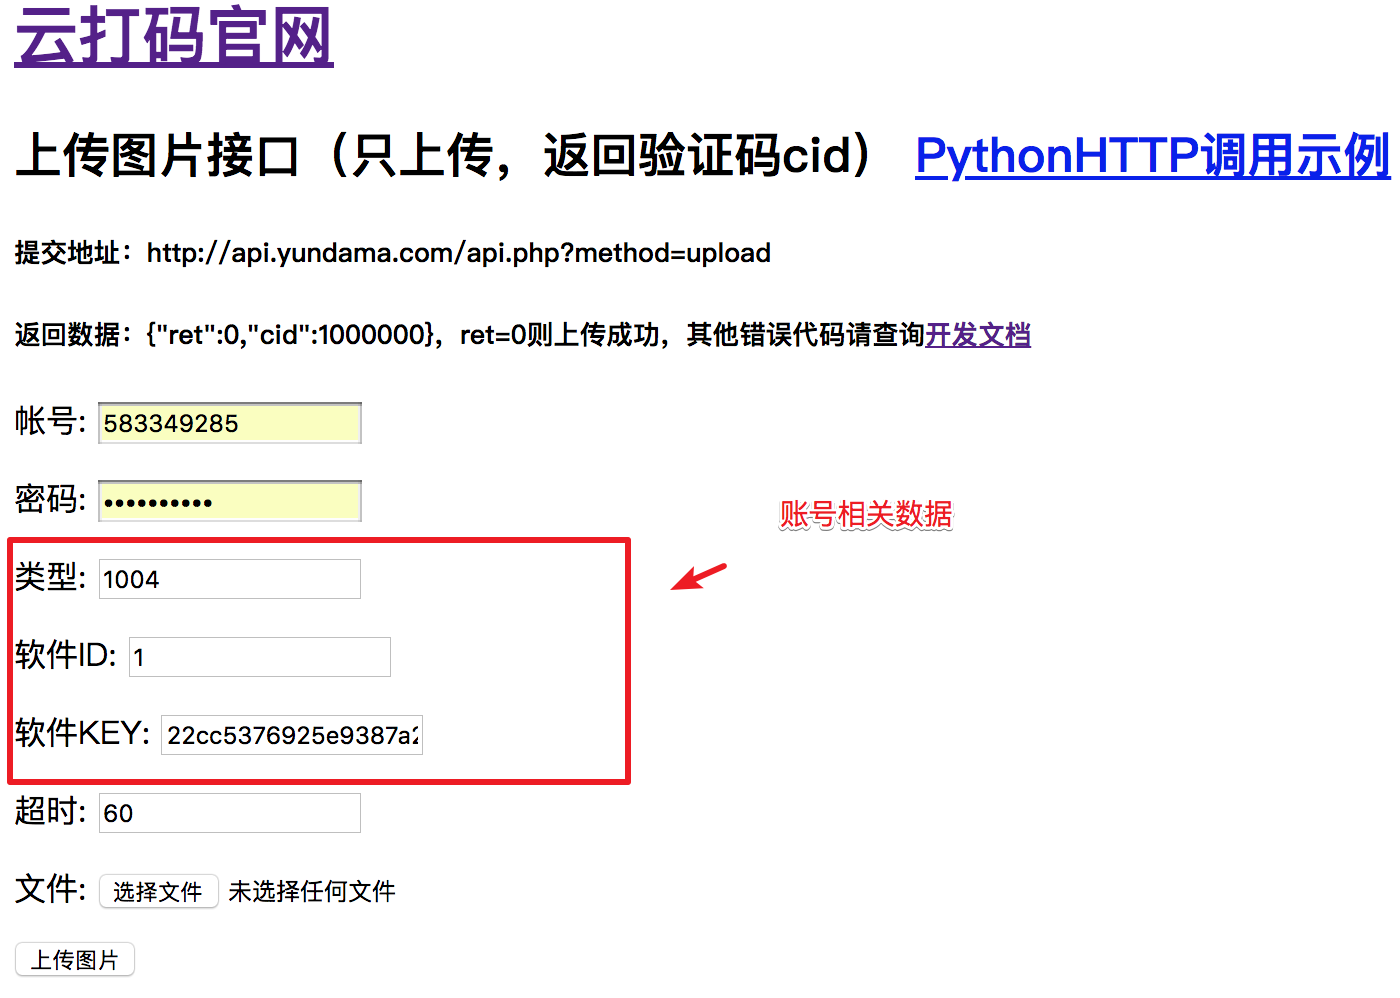 云打码官网
上传图片接口（只上传，返回验证码cid） PythonHTTP调用示例
提交地址：http://api.yundama.com/api.php?method=upload
返回数据：{"ret":0,"cid":1000000}，ret=0则上传成功，其他错误代码请查询开发文档
帐号: 583349285
密码: ••••••••••
账号相关数据
类型: 1004
软件ID: 1
软件KEY: 22cc5376925e9387a2
超时: 60
文件: 选择文件 未选择任何文件
上传图片